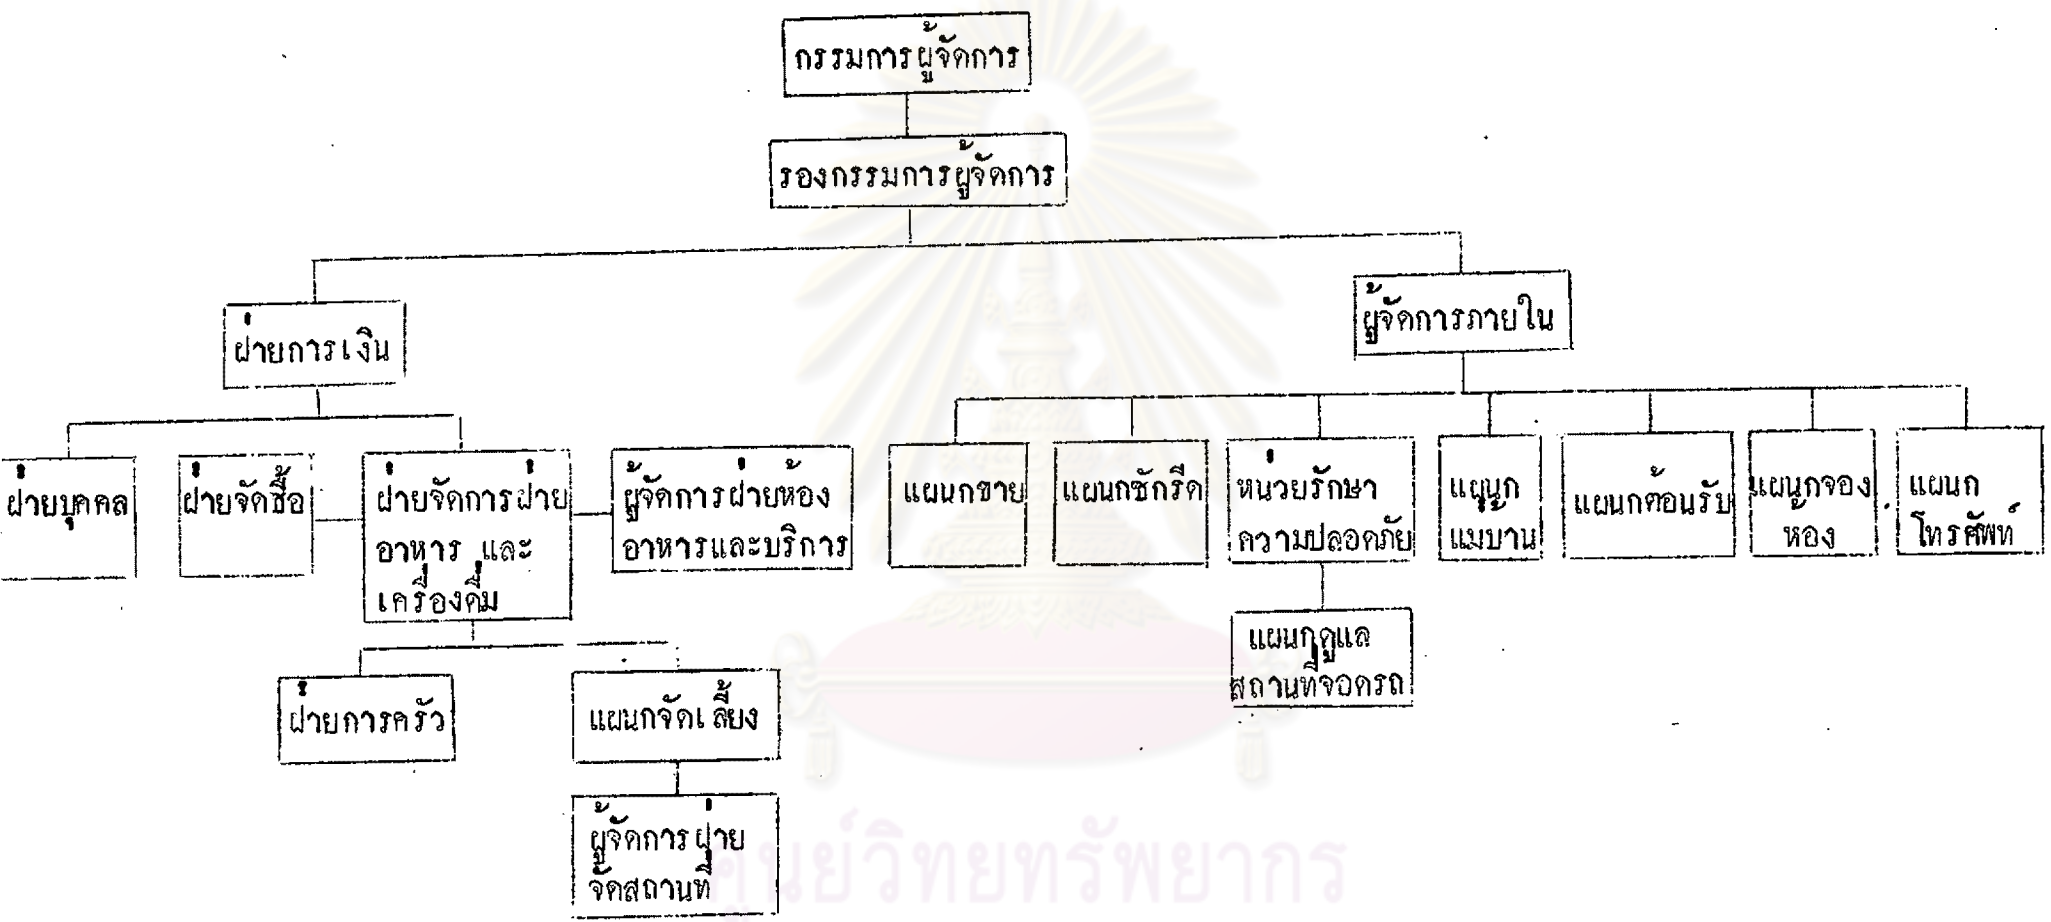 กรรมการผู้จัดการ
รองกรรมการผู้จัดการ
ฝ่ายการเงิน
ผู้จัดการภายใน
ฝ่ายบุคคล
ฝ่ายจัดซื้อ
ฝ่ายจัดการฝ่าย
อาหาร และ
เครื่องดื่ม
ผู้จัดการฝ่ายห้อง
อาหารและบริการ
แผนกขาย
แผนกซักรีด
หน่วยรักษา
ความปลอดภัย
แผนก
แม่บ้าน
แผนกต้อนรับ
แผนกจอง
ห้อง
แผนก
โทรศัพท์
ฝ่ายการครัว
แผนกจัดเลี้ยง
แผนกดูแล
สถานที่จอดรถ
ผู้จัดการฝ่าย
จัดสถานที่
ศูนย์วิทยทรัพยากร